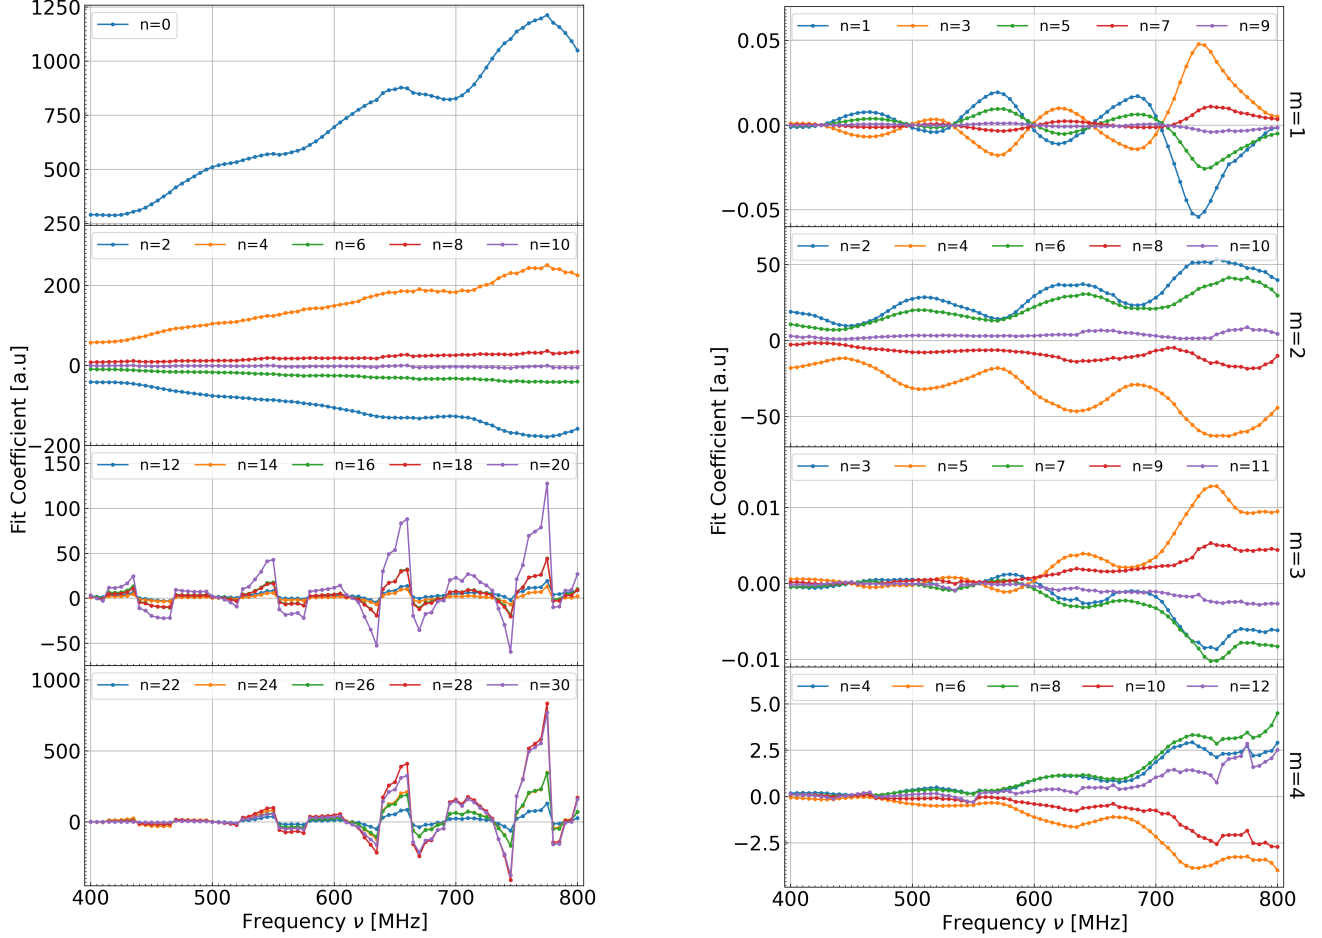 1250
1000
750
500
250
n=0
200
0
−200
n=2 n=4 n=6 n=8 n=10
150
100
50
0
−50
n=12 n=14 n=16 n=18 n=20
1000
500
0
n=22 n=24 n=26 n=28 n=30
400 500 600 700 800
Frequency ν [MHz]
Fit Coefficient [a.u]
0.05
0.00
−0.05
n=1 n=3 n=5 n=7 n=9
m=1
50
0
−50
n=2 n=4 n=6 n=8 n=10
m=2
0.01
0.00
−0.01
n=3 n=5 n=7 n=9 n=11
m=3
5.0
2.5
0.0
−2.5
n=4 n=6 n=8 n=10 n=12
m=4
400 500 600 700 800
Frequency ν [MHz]
Fit Coefficient [a.u]